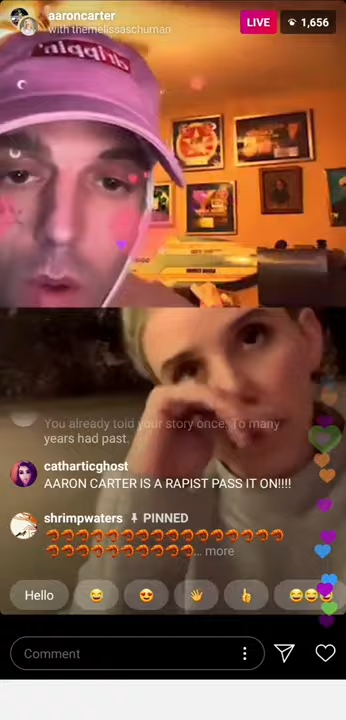 aaroncarter
with themelissaschuman
LIVE
1,656
You already told your story once. To many
years had past.
catharticghost
AARON CARTER IS A RAPIST PASS IT ON!!!!
shrimpwaters PINNED
... more
Hello
Comment